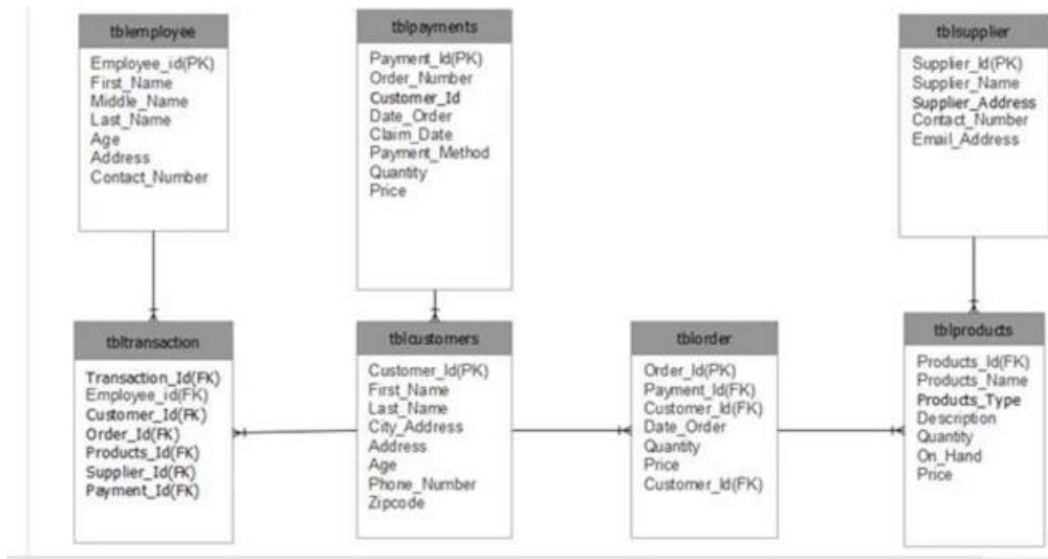 tblemployee
Employee_id(PK)
First_Name
Middle_Name
Last_Name
Age
Address
Contact_Number
tblpayments
Payment_Id(PK)
Order_Number
Customer_Id
Date_Order
Claim_Date
Payment_Method
Quantity
Price
tblsupplier
Supplier_Id(PK)
Supplier_Name
Supplier_Address
Contact_Number
Email_Address
tbltransaction
Transaction_Id(FK)
Employee_id(FK)
Customer_Id(FK)
Order_Id(FK)
Products_Id(FK)
Supplier_Id(FK)
Payment_Id(FK)
tblcustomers
Customer_Id(PK)
First_Name
Last_Name
City_Address
Address
Age
Phone_Number
Zipcode
tblorder
Order_Id(PK)
Payment_Id(FK)
Customer_Id(FK)
Date_Order
Quantity
Price
Customer_Id(FK)
tblproducts
Products_Id(FK)
Products_Name
Products_Type
Description
Quantity
On_Hand
Price